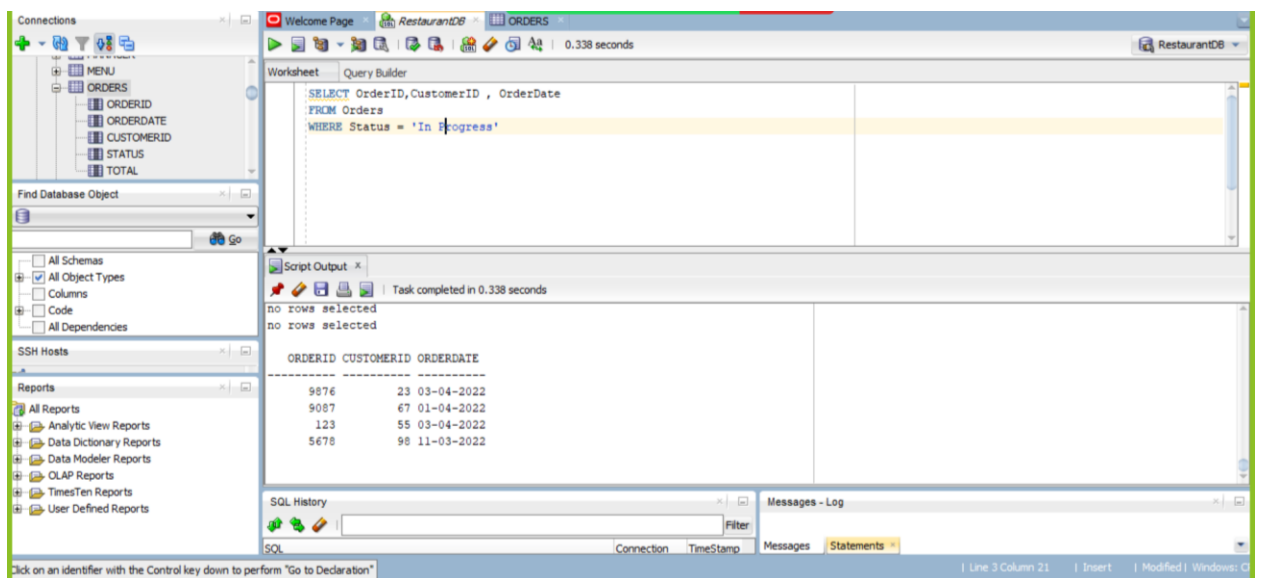 Connections
MENU
ORDERS
ORDERID
ORDERDATE
CUSTOMERID
STATUS
TOTAL
Find Database Object
Go
All Schemas
All Object Types
Columns
Code
All Dependencies
SSH Hosts
Reports
All Reports
Analytic View Reports
Data Dictionary Reports
Data Modeler Reports
OLAP Reports
TimesTen Reports
User Defined Reports
Welcome Page RestaurantDB ORDERS
0.338 seconds RestaurantDB
Worksheet Query Builder
SELECT OrderID,CustomerID , OrderDate
FROM Orders
WHERE Status = 'In Progress'
Script Output
Task completed in 0.338 seconds
no rows selected
no rows selected
ORDERID CUSTOMERID ORDERDATE
---------- ---------- ----------
9876 23 03-04-2022
9087 67 01-04-2022
123 55 03-04-2022
5678 98 11-03-2022
SQL History
Filter
SQL Connection TimeStamp
Messages - Log
Messages Statements
Click on an identifier with the Control key down to perform "Go to Declaration"
Line 3 Column 21 | Insert | Modified | Windows: